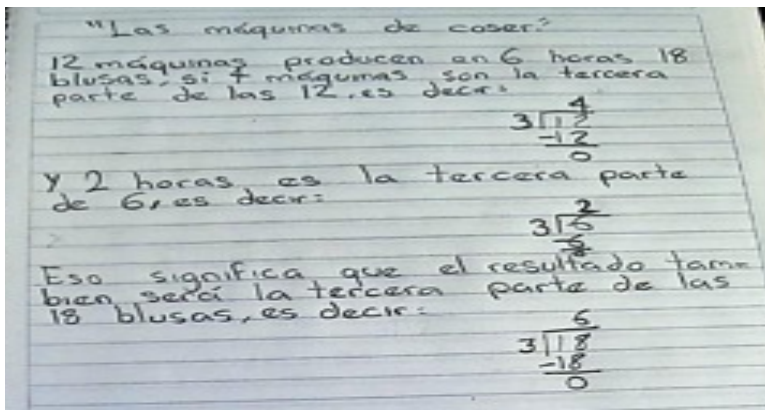 "Las máquinas de coser."
12 máquinas producen en 6 horas 18
blusas, si 4 máquinas son la tercera
parte de las 12, es decir:
4
3 12
-12
0
y 2 horas es la tercera parte
de 6, es decir:
2
3 6
6
Eso significa que el resultado tam-
bien será la tercera parte de las
18 blusas, es decir:
6
3 18
-18
0